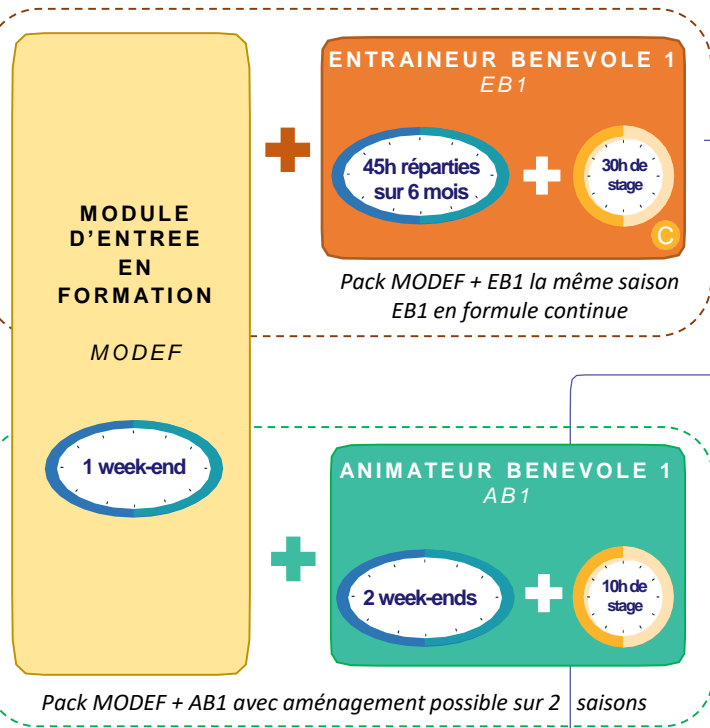 MODULE
D'ENTREE
EN
FORMATION
MODEF
1 week-end
ENTRAINEUR BENEVOLE 1
EB1
45h réparties
sur 6 mois
30h de
stage
C
Pack MODEF + EB1 la même saison
EB1 en formule continue
ANIMATEUR BENEVOLE 1
AB1
2 week-ends
10h de
stage
Pack MODEF + AB1 avec aménagement possible sur 2 saisons